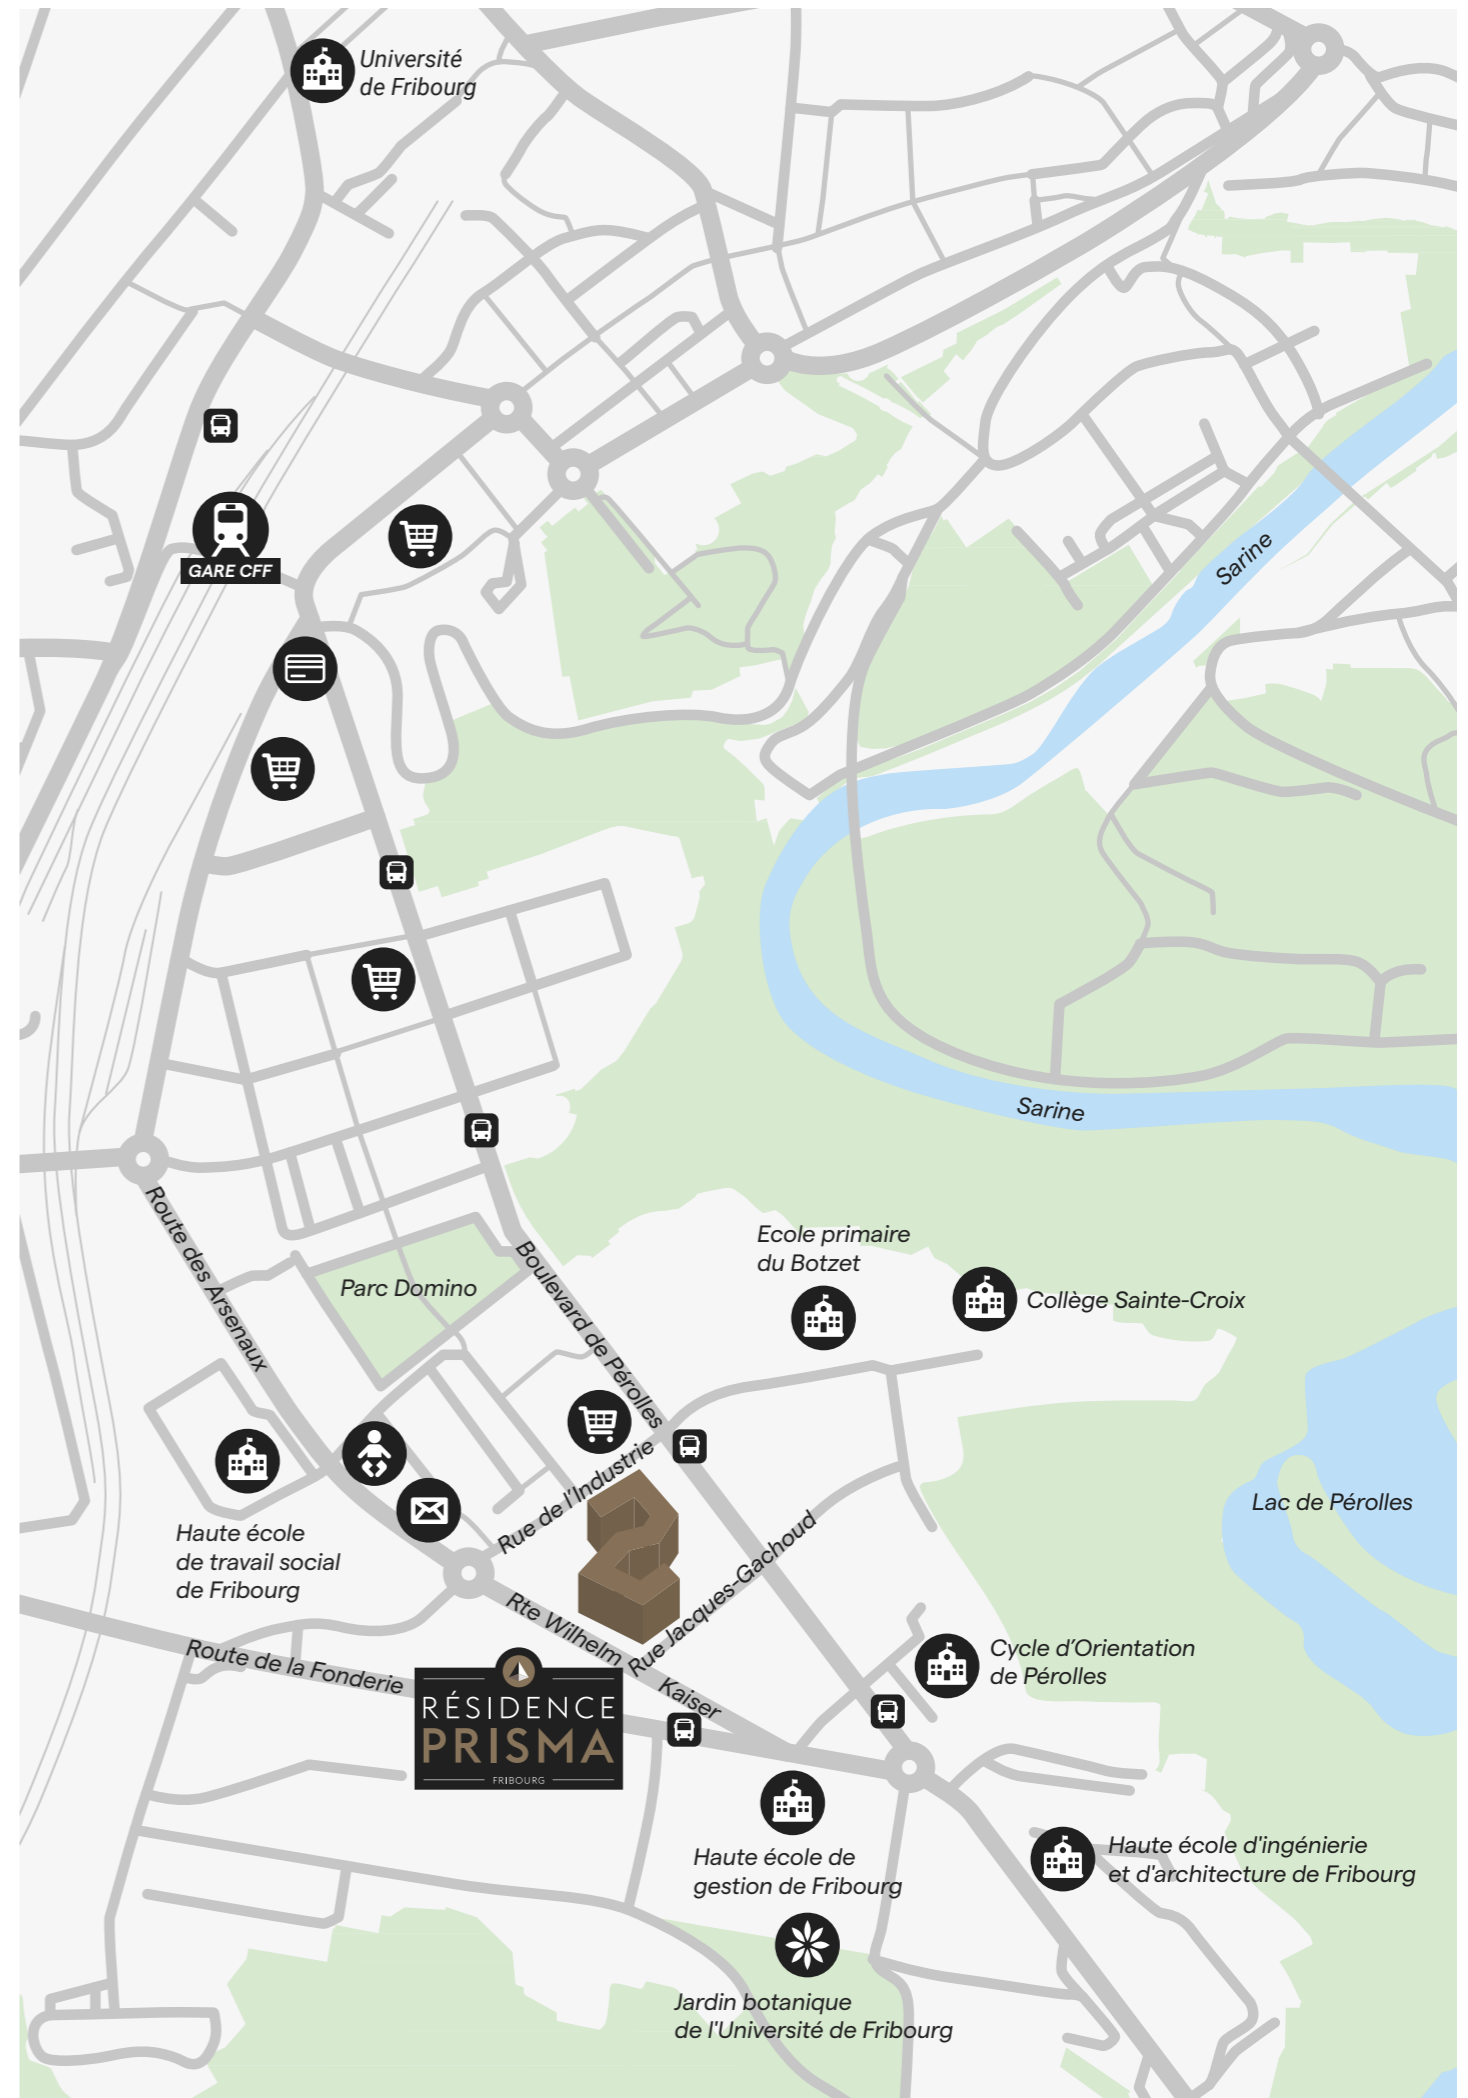 Université
de Fribourg
GARE CFF
Sarine
Sarine
Route des Arsenaux
Parc Domino
Boulevard de Pérolles
Ecole primaire
du Botzet
Collège Sainte-Croix
Rue de l'Industrie
Lac de Pérolles
Haute école
de travail social
de Fribourg
Rue Jacques-Gachoud
Rte Wilhelm Kaiser
Route de la Fonderie
Cycle d’Orientation
de Pérolles
RÉSIDENCE
PRISMA
FRIBOURG
Haute école de
gestion de Fribourg
Haute école d'ingénierie
et d'architecture de Fribourg
Jardin botanique
de l'Université de Fribourg